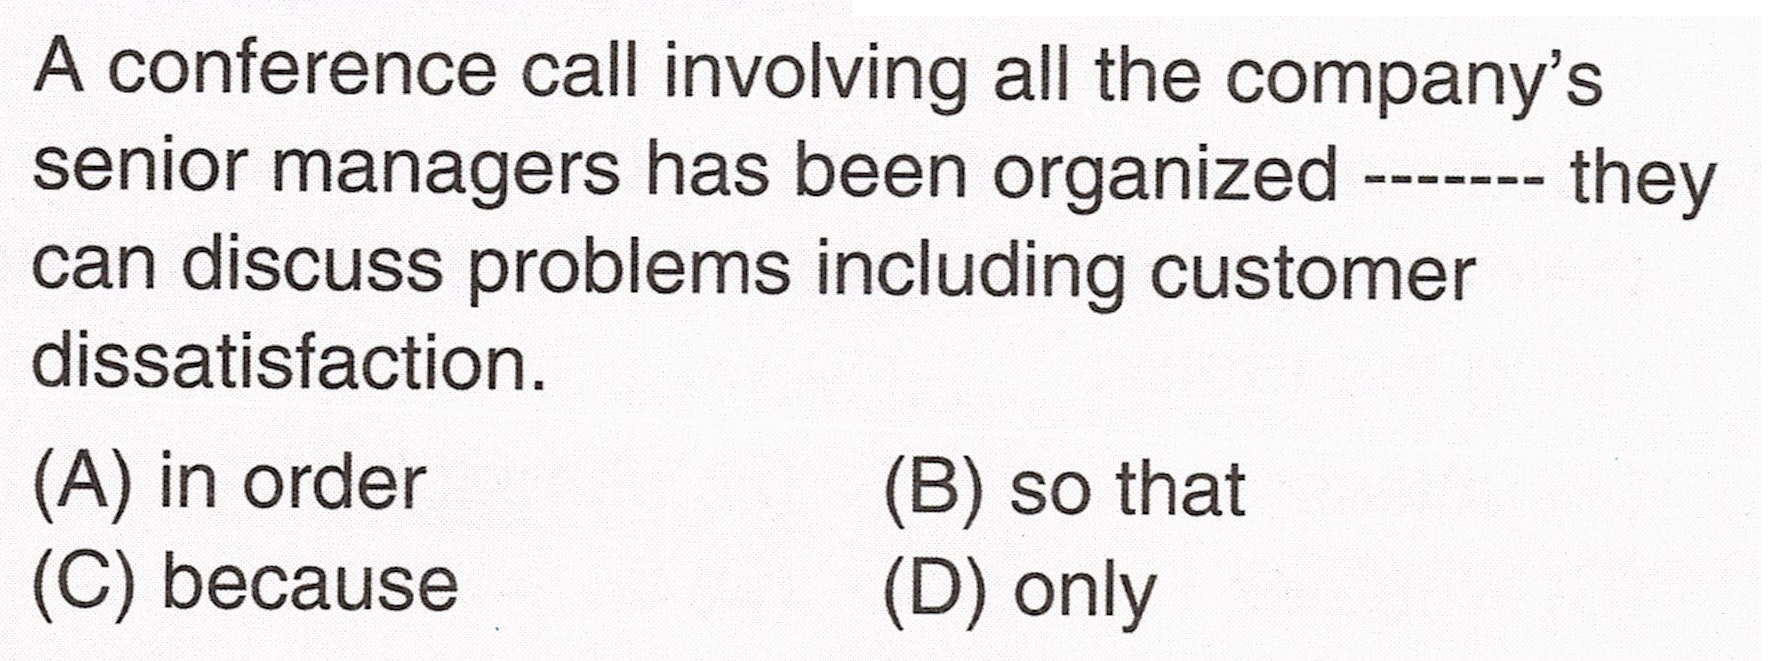 A conference call involving all the company's
senior managers has been organized ------- they
can discuss problems including customer
dissatisfaction.
(A) in order (B) so that
(C) because (D) only